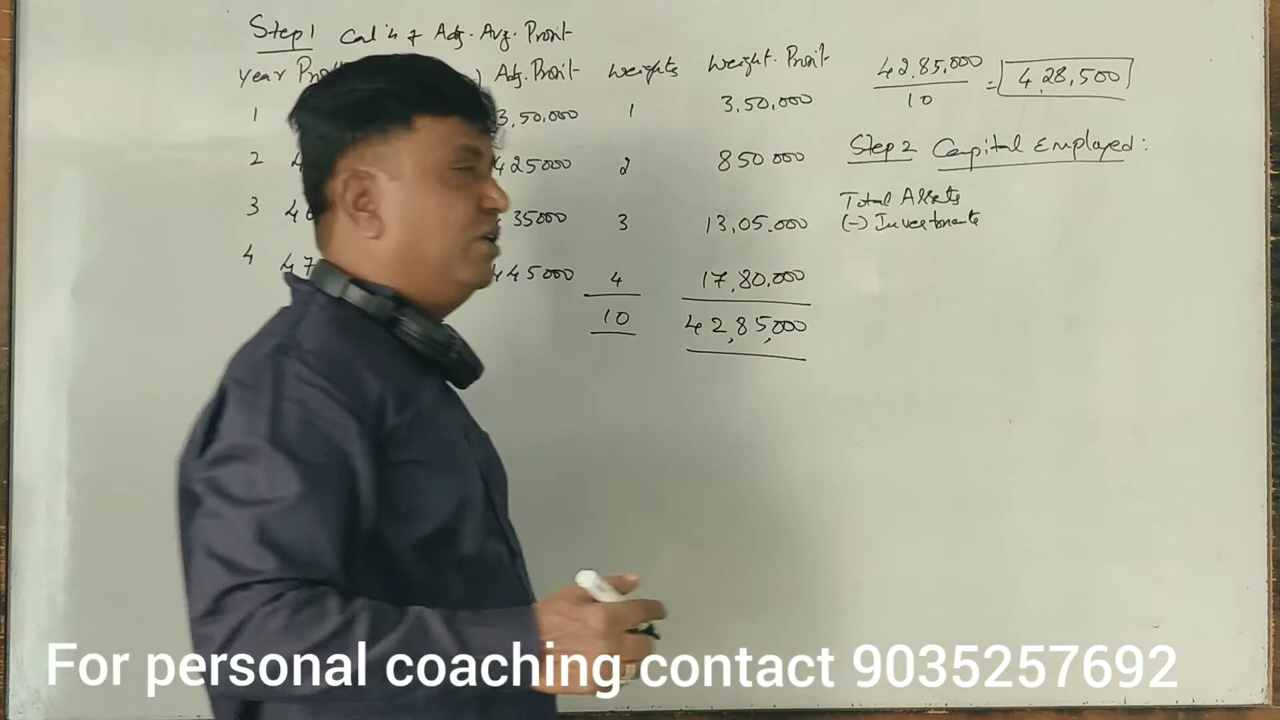 Step 1 Cal'n of Adj. Avg. Profit
Year Adj. Profit Weights Weight. Profit
1 3,50,000 1 3,50,000
2 4 425000 2 850000
3 35000 3 13,05,000
4 47 445000 4 17,80,000
10 42,85,000
42,85,000
10
= 4,28,500
Step 2 Capital Employed:
Total Assets
(-) Investments
For personal coaching contact 9035257692